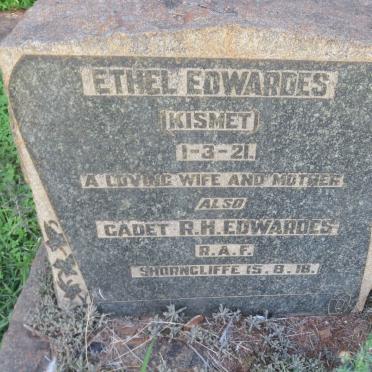 ETHEL EDWARDES
(KISMET)
1-3-21.
A LOVING WIFE AND MOTHER
ALSO
CADET R.H. EDWARDES
R.A.F.
SHORNCLIFFE 15.8.18.